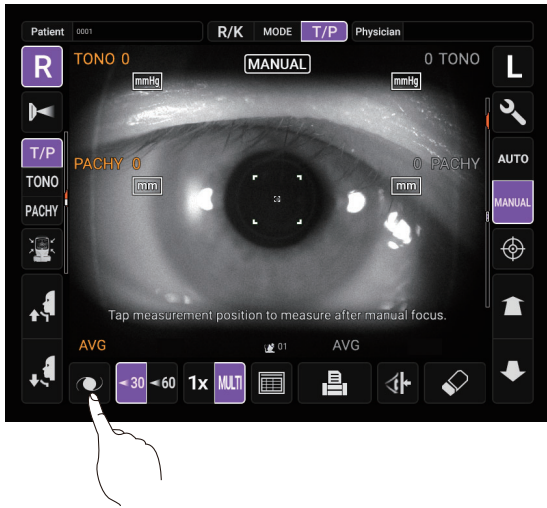 Patient 0001 R/K MODE T/P Physician
R TONO 0 MANUAL 0 TONO L
mmHg mmHg
T/P PACHY 0 0 PACHY AUTO
TONO mm mm
PACHY MANUAL
Tap measurement position to measure after manual focus.
AVG 01 AVG
30 60 1x MULTI